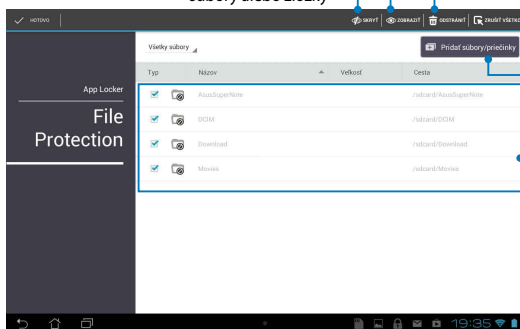 súbory alebo zložky
HOTOVO SKRYŤ ZOBRAZIŤ ODSTRÁNIŤ ZRUŠIŤ VŠETKO
Všetky súbory Pridať súbory/priečinky
Typ Názov Veľkosť Cesta
App Locker
File
Protection
AsusSuperNote /sdcard/AsusSuperNote
DCIM /sdcard/DCIM
Download /sdcard/Download
Movies /sdcard/Movies
19:35